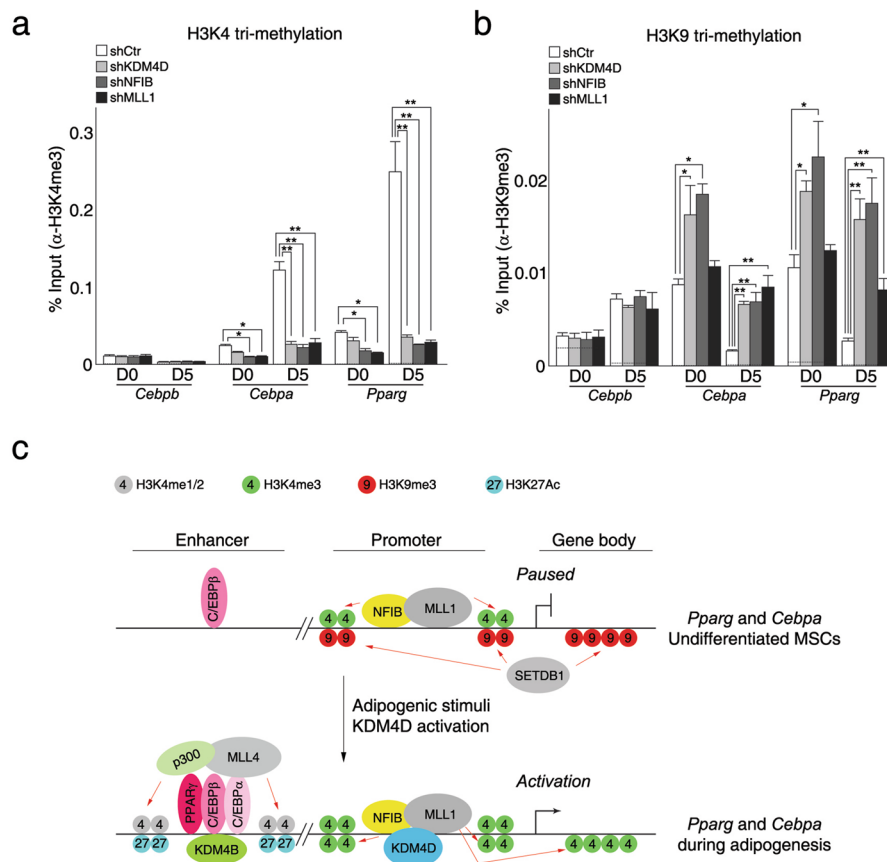 a
H3K4 tri-methylation
shCtr
shKDM4D
shNFIB
shMLL1
% Input (α-H3K4me3)
0.3
0.2
0.1
0
* * ** ** ** * * ** ** **
D0 D5 D0 D5 D0 D5
Cebpb Cebpa Pparg
b
H3K9 tri-methylation
shCtr
shKDM4D
shNFIB
shMLL1
% Input (α-H3K9me3)
0.02
0.01
0
* * ** ** ** * * ** ** **
D0 D5 D0 D5 D0 D5
Cebpb Cebpa Pparg
c
4 H3K4me1/2 4 H3K4me3 9 H3K9me3 27 H3K27Ac
Enhancer Promoter Gene body
Paused
C/EBPβ
4 4 NFIB MLL1 4 4
9 9 9 9 9 9 9 9
Pparg and Cebpa
Undifferentiated MSCs
SETDB1
Adipogenic stimuli
KDM4D activation
p300 MLL4
Activation
PPARγ C/EBPβ C/EBPα
4 4 4 4 4 4 NFIB MLL1 4 4
27 27 27 27 4 4 4 4 4 4 4 4
KDM4B KDM4D
Pparg and Cebpa
during adipogenesis